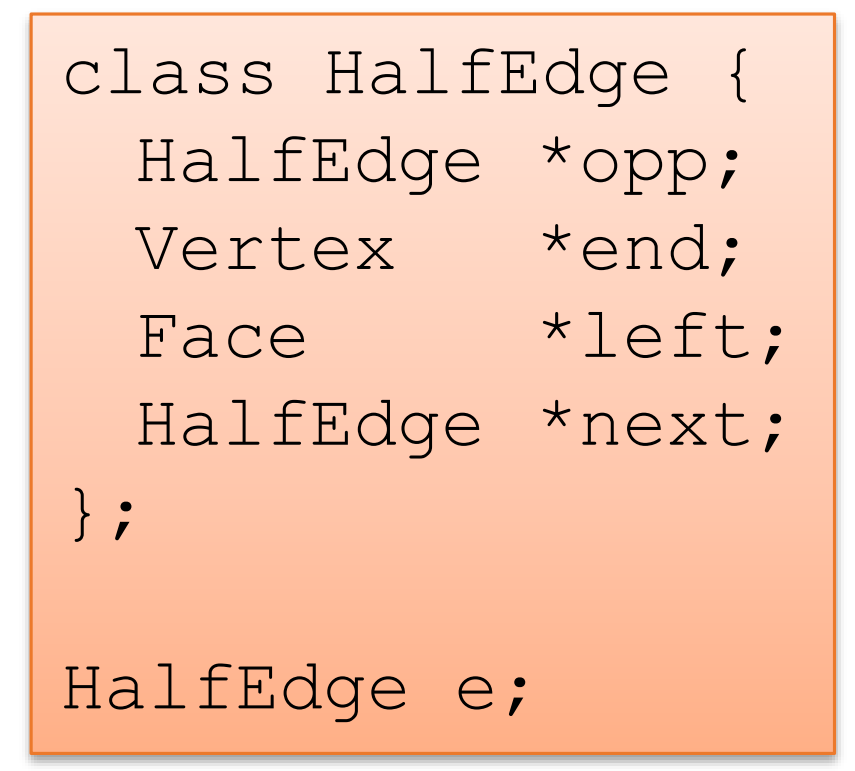 class HalfEdge {
  HalfEdge *opp;
  Vertex   *end;
  Face     *left;
  HalfEdge *next;
};

HalfEdge e;